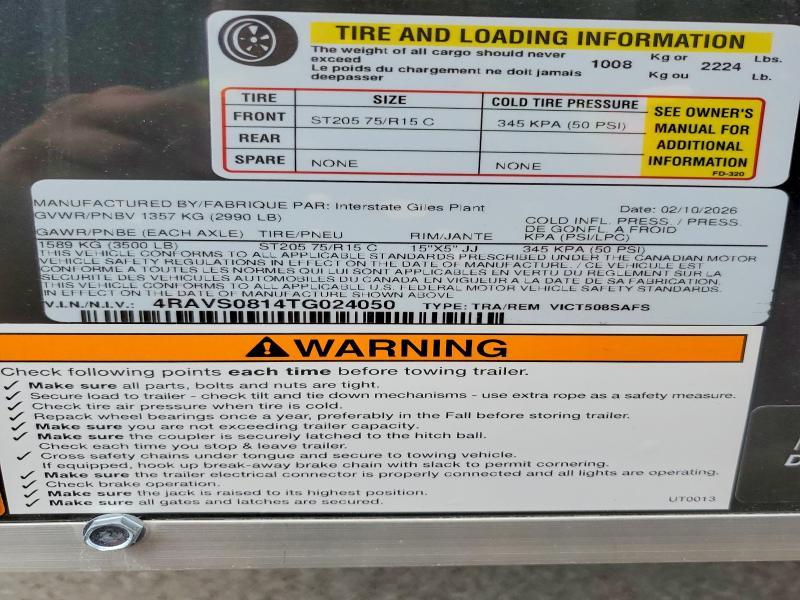 TIRE AND LOADING INFORMATION
The weight of all cargo should never exceed 1008 Kg or 2224 Lbs.
Le poids du chargement ne doit jamais deepasser Kg ou Lb.
TIRE SIZE COLD TIRE PRESSURE SEE OWNER'S MANUAL FOR ADDITIONAL INFORMATION
FRONT ST205 75/R15 C 345 KPA (50 PSI)
REAR
SPARE NONE NONE
FD-320
MANUFACTURED BY/FABRIQUE PAR: Interstate Giles Plant Date: 02/10/2026
GVWR/PNBV 1357 KG (2990 LB)
COLD INFL. PRESS. / PRESS. DE GONFL. A FROID
GAWR/PNBE (EACH AXLE) TIRE/PNEU RIM/JANTE KPA (PSI/LPC)
1589 KG (3500 LB) ST205 75/R15 C 15"X5" JJ 345 KPA (50 PSI)
THIS VEHICLE CONFORMS TO ALL APPLICABLE STANDARDS PRESCRIBED UNDER THE CANADIAN MOTOR
VEHICLE SAFETY REGULATIONS IN EFFECT ON THE DATE OF MANUFACTURE / CE VEHICULE EST
CONFORME A TOUTES LES NORMES QUI LUI SONT APPLICABLES EN VERTU DU REGLEMENT SUR LA
SECURITE DES VEHICULES AUTOMOBILES DU CANADA EN VIGUEUR A LA DATE DE SA FABRICATION.
THIS VEHICLE CONFORMS TO ALL APPLICABLE U.S. FEDERAL MOTOR VEHICLE SAFETY STANDARDS
IN EFFECT ON THE DATE OF MANUFACTURE SHOWN ABOVE
V.I.N./N.I.V.: 4RAVS0814TG024050 TYPE: TRA/REM VICT508SAFS
WARNING
Check following points each time before towing trailer.
Make sure all parts, bolts and nuts are tight.
Secure load to trailer - check tilt and tie down mechanisms - use extra rope as a safety measure.
Check tire air pressure when tire is cold.
Repack wheel bearings once a year, preferably in the Fall before storing trailer.
Make sure you are not exceeding trailer capacity.
Make sure the coupler is securely latched to the hitch ball.
Check each time you stop & leave trailer.
Cross safety chains under tongue and secure to towing vehicle.
If equipped, hook up break-away brake chain with slack to permit cornering.
Make sure the trailer electrical connector is properly connected and all lights are operating.
Check brake operation.
Make sure the jack is raised to its highest position.
Make sure all gates and latches are secured.
UT0013